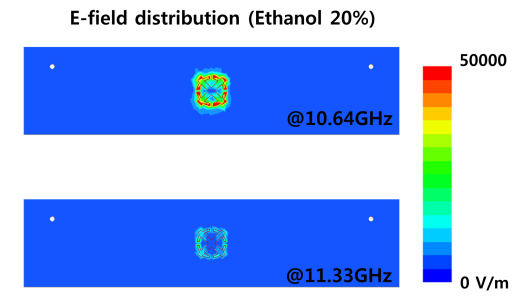 E-field distribution (Ethanol 20%)
50000
@10.64GHz
@11.33GHz
0 V/m